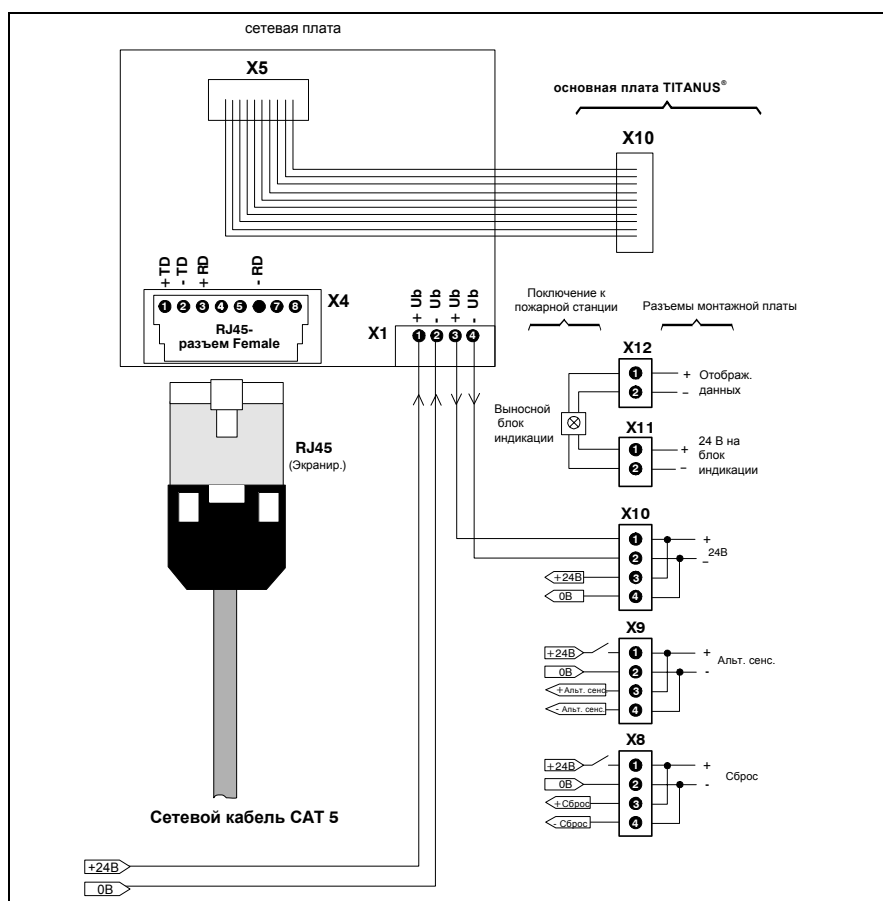 сетевая плата
X5
основная плата TITANUS®
X10
+ TD
- TD
+ RD
- RD
1 2 3 4 5 7 8
X4
RJ45-
разъем Female
+ Ub
- Ub
+ Ub
- Ub
X1
1 2 3 4
Поключение к
пожарной станции
Разъемы монтажной платы
X12
1 + Отображ.
2 – данных
Выносной
блок
индикации
X11
1 + 24 В на
блок
2 – индикации
RJ45
(Экранир.)
X10
1 +
2 – 24В
+24В 3
0В 4
X9
+24В 1 +
Альт. сенс.
0В 2 -
+ Альт. сенс 3
- Альт. сенс. 4
X8
+24В 1 +
Сброс
0В 2 -
+ Сброс 3
- Сброс 4
Сетевой кабель CAT 5
+24В
0В